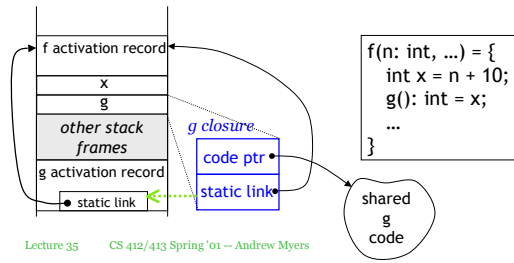 f activation record
x
g
other stack
frames
g activation record
static link
g closure
code ptr
static link
f(n: int, …) = {
int x = n + 10;
g(): int = x;
…
}
shared
g
code
Lecture 35 CS 412/413 Spring '01 -- Andrew Myers